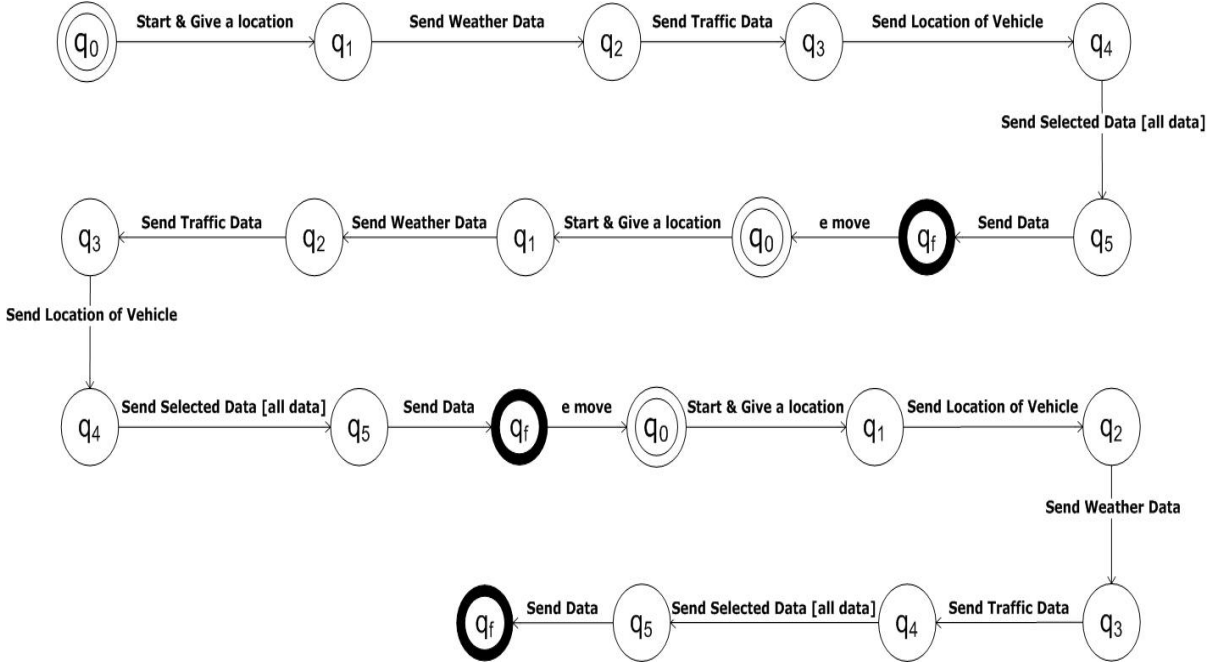 Start & Give a location
Send Weather Data
Send Traffic Data
Send Location of Vehicle
q0
q1
q2
q3
q4
Send Selected Data [all data]
Send Traffic Data
Send Weather Data
Start & Give a location
e move
Send Data
q3
q2
q1
q0
qf
q5
Send Location of Vehicle
Send Selected Data [all data]
Send Data
e move
Start & Give a location
Send Location of Vehicle
q4
q5
qf
q0
q1
q2
Send Weather Data
Send Data
Send Selected Data [all data]
Send Traffic Data
qf
q5
q4
q3